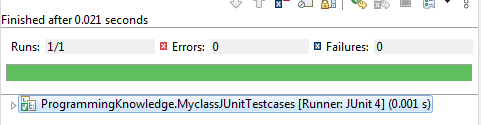 Finished after 0.021 seconds
Runs: 1/1 Errors: 0 Failures: 0
ProgrammingKnowledge.MyclassJUnitTestcases [Runner: JUnit 4] (0.001 s)